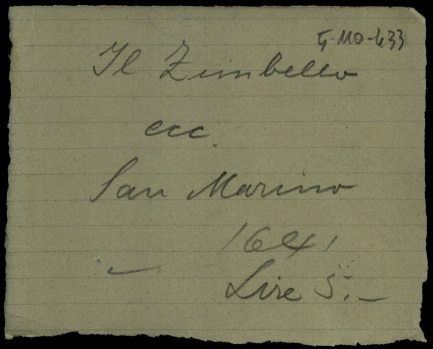 G-110-633
Il Zimbello
ecc.
San Marino
1641
Lire 5.-